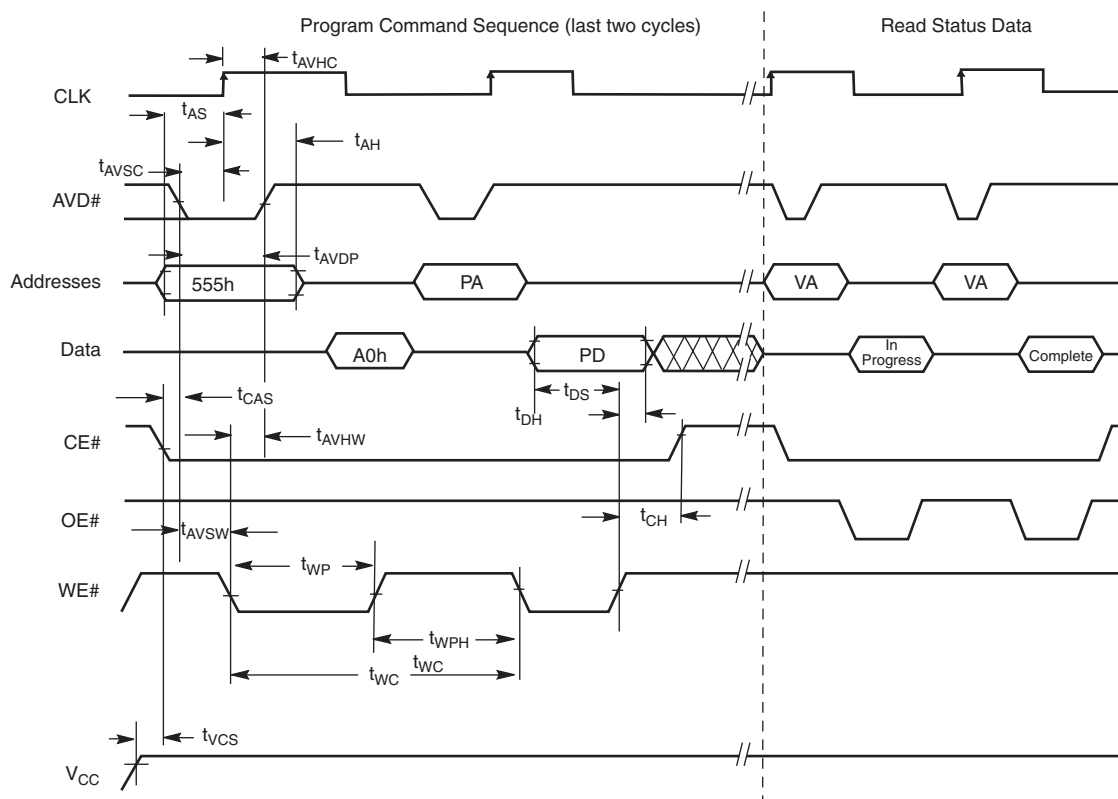 Program Command Sequence (last two cycles)
Read Status Data
tAVHC
CLK
tAS
tAH
tAVSC
AVD#
tAVDP
Addresses
555h
PA
VA
VA
Data
A0h
PD
In
Progress
Complete
tCAS
tDS
tDH
tAVHW
CE#
OE#
tCH
tAVSW
tWP
WE#
tWPH
tWC
tWC
tVCS
VCC